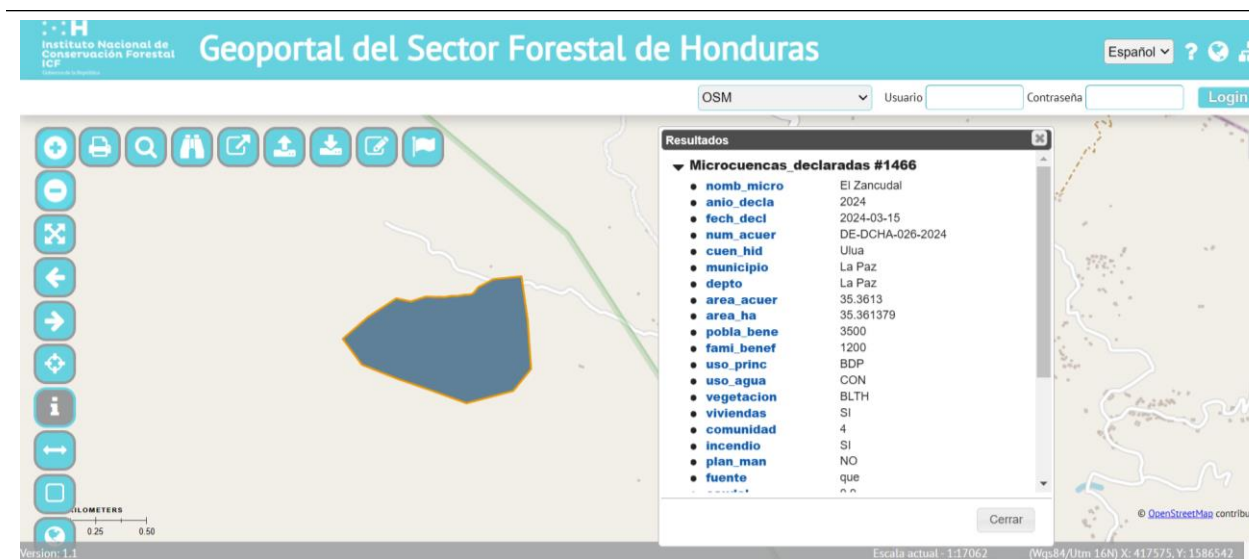 H
Instituto Nacional de
Conservación Forestal
ICF
Geoportal del Sector Forestal de Honduras
Español
?
OSM
Usuario
Contraseña
Login
Resultados
Microcuencas_declaradas #1466
nomb_micro El Zancudal
anio_decla 2024
fech_decl 2024-03-15
num_acuer DE-DCHA-026-2024
cuen_hid Ulua
municipio La Paz
depto La Paz
area_acuer 35.3613
area_ha 35.361379
pobla_bene 3500
fami_benef 1200
uso_princ BDP
uso_agua CON
vegetacion BLTH
viviendas SI
comunidad 4
incendio SI
plan_man NO
fuente que
Cerrar
ILOMETERS
0.25 0.50
© OpenStreetMap contribu
Version: 1.1
Escala actual - 1:17062
(Wgs84/Utm 16N) X: 417575, Y: 1586542